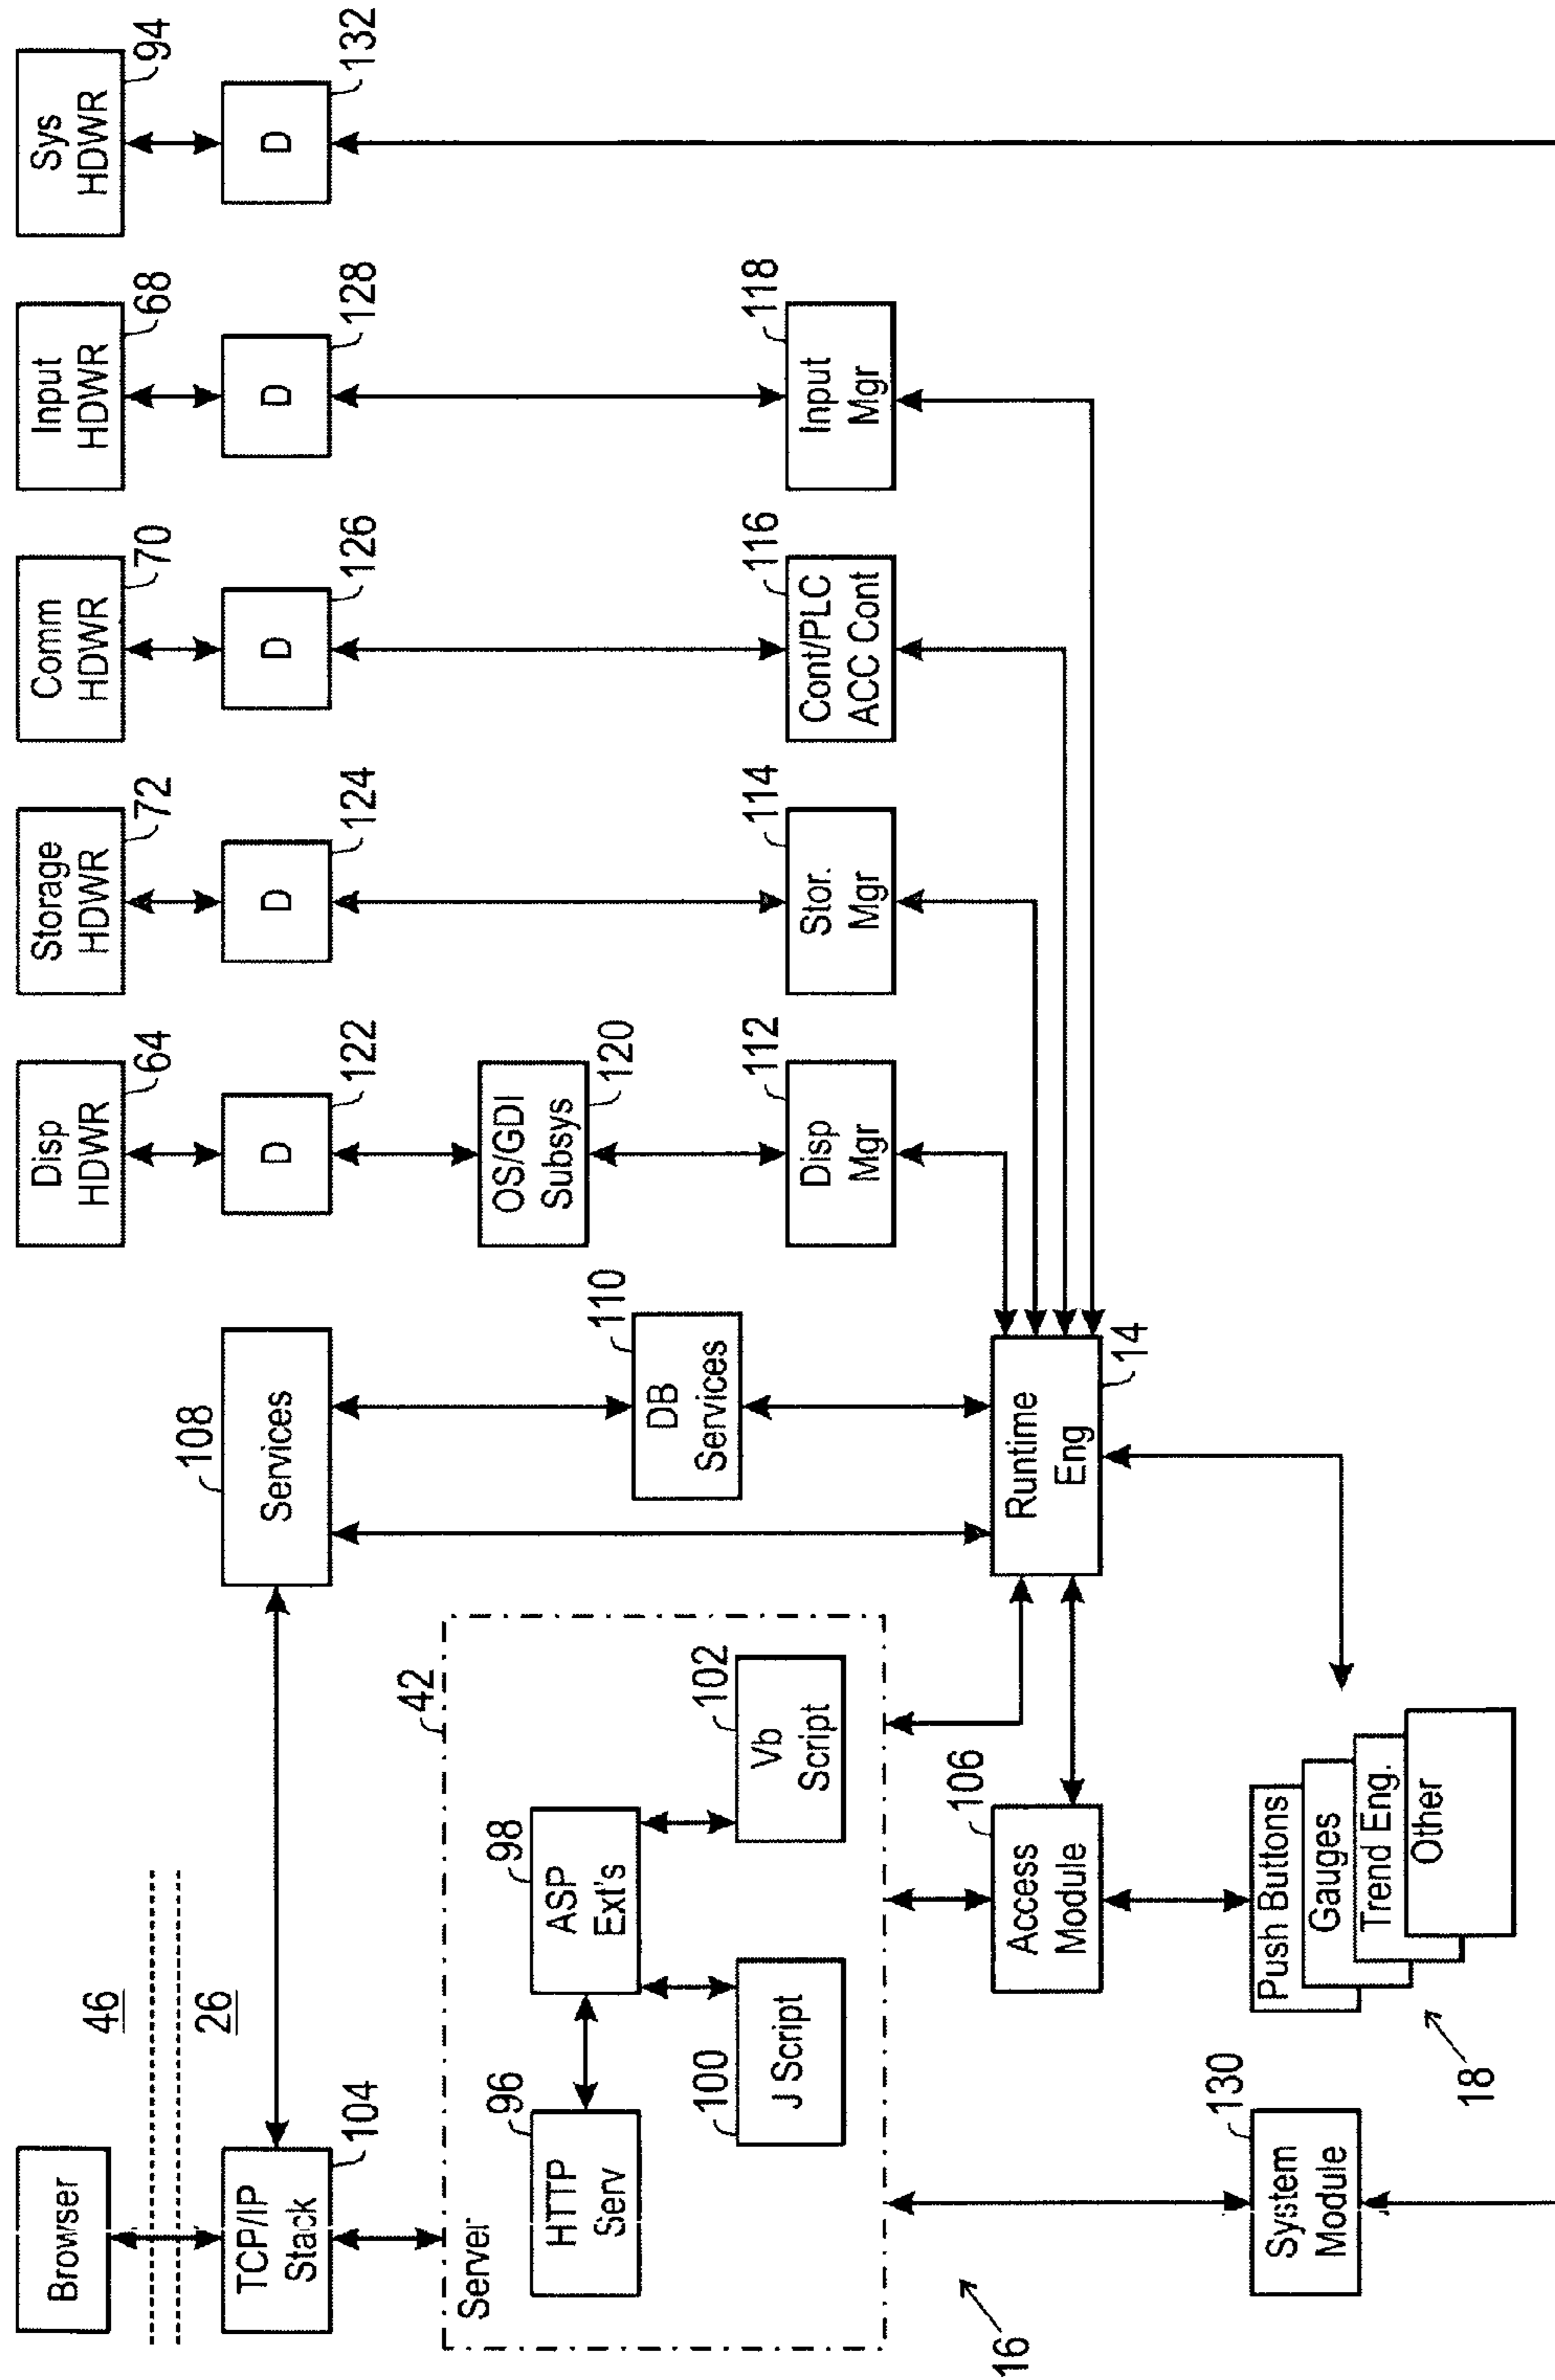 Browser
46
26
TCP/IP
Stack
104
Services
108
Disp
HDWR
64
Storage
HDWR
72
Comm
HDWR
70
Input
HDWR
68
Sys
HDWR
94
D
122
D
124
D
126
D
128
D
132
Server
42
HTTP
Serv
96
ASP
Ext's
98
J Script
100
Vb
Script
102
OS/GDI
Subsys
120
DB
Services
110
Disp
Mgr
112
Stor.
Mgr
114
Cont/PLC
ACC Cont
116
Input
Mgr
118
16
Access
Module
106
Runtime
Eng
14
System
Module
130
Push Buttons
Gauges
Trend Eng.
Other
18